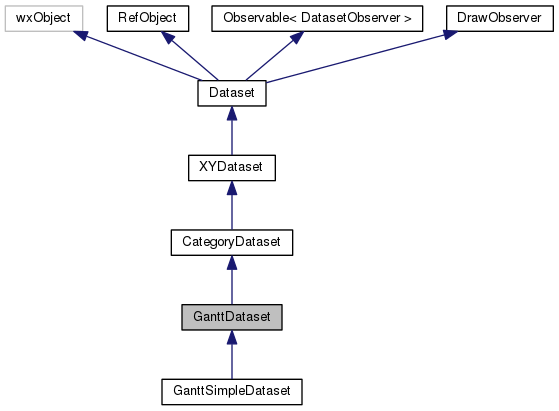 wxObject
RefObject
Observable< DatasetObserver >
DrawObserver
Dataset
XYDataset
CategoryDataset
GanttDataset
GanttSimpleDataset